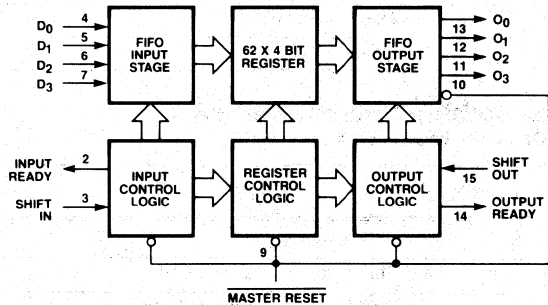 D0 4
D1 5
D2 6
D3 7
FIFO
INPUT
STAGE
62 X 4 BIT
REGISTER
FIFO
OUTPUT
STAGE
O0
13 O1
12 O2
11 O3
10
INPUT
READY
2
SHIFT
IN
3
INPUT
CONTROL
LOGIC
REGISTER
CONTROL
LOGIC
OUTPUT
CONTROL
LOGIC
SHIFT
OUT
15
14 OUTPUT
READY
9
MASTER RESET